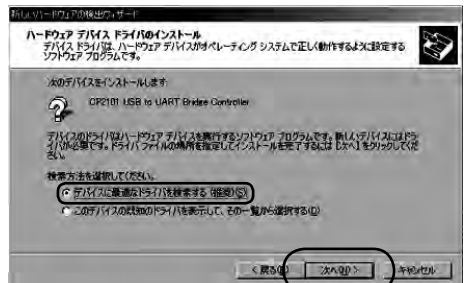 新しいハードウェアの検出ウィザード
ハードウェア デバイス ドライバのインストール
デバイス ドライバは、ハードウェア デバイスがオペレーティング システムで正しく動作するように設定する
ソフトウェア プログラムです。
次のデバイスをインストールします:
CP2101 USB to UART Bridge Controller
デバイスのドライバはハードウェア デバイスを実行するソフトウェア プログラムです。新しいデバイスにはドラ
イバが必要です。ドライバ ファイルの場所を指定してインストールを完了するには [次へ] をクリックしてくだ
さい。
検索方法を選択してください。
デバイスに最適なドライバを検索する (推奨)(S)
このデバイスの既知のドライバを表示して、その一覧から選択する(D)
< 戻る(B)
次へ(N) >
キャンセル